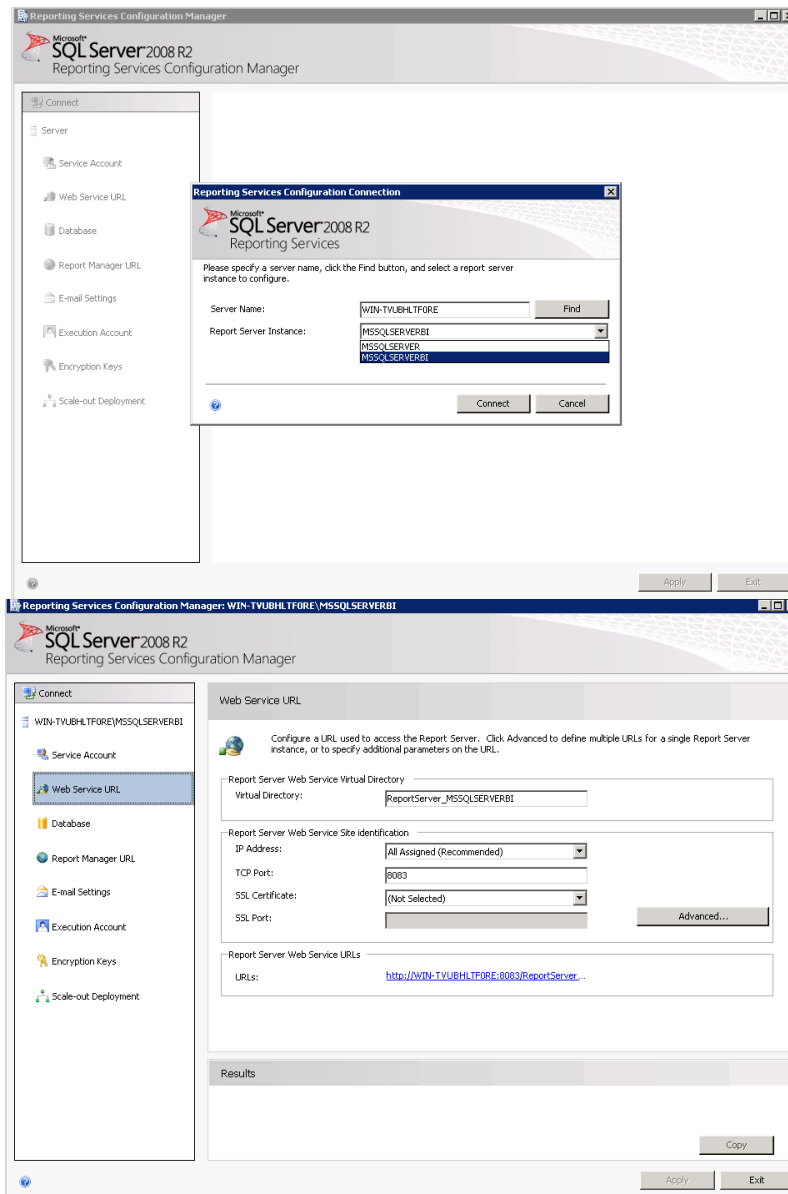 Reporting Services Configuration Manager
Microsoft
SQL Server 2008 R2
Reporting Services Configuration Manager
Connect
Server
Service Account
Web Service URL
Database
Report Manager URL
E-mail Settings
Execution Account
Encryption Keys
Scale-out Deployment
Reporting Services Configuration Connection
Microsoft
SQL Server 2008 R2
Reporting Services
Please specify a server name, click the Find button, and select a report server
instance to configure.
Server Name: WIN-TVUBHLTF0RE Find
Report Server Instance: MSSQLSERVERBI
MSSQLSERVER
MSSQLSERVERBI
Connect Cancel
Apply Exit
Reporting Services Configuration Manager: WIN-TVUBHLTF0RE\MSSQLSERVERBI
Microsoft
SQL Server 2008 R2
Reporting Services Configuration Manager
Connect
WIN-TVUBHLTF0RE\MSSQLSERVERBI
Service Account
Web Service URL
Database
Report Manager URL
E-mail Settings
Execution Account
Encryption Keys
Scale-out Deployment
Web Service URL
Configure a URL used to access the Report Server. Click Advanced to define multiple URLs for a single Report Server
instance, or to specify additional parameters on the URL.
Report Server Web Service Virtual Directory
Virtual Directory: ReportServer_MSSQLSERVERBI
Report Server Web Service Site identification
IP Address: All Assigned (Recommended)
TCP Port: 8083
SSL Certificate: (Not Selected)
SSL Port: Advanced...
Report Server Web Service URLs
URLs: http://WIN-TVUBHLTF0RE:8083/ReportServer...
Results
Copy
Apply Exit